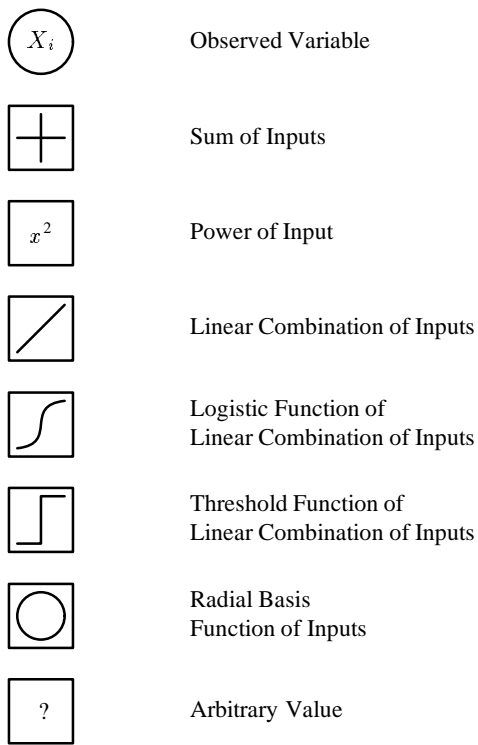 X_i Observed Variable
Sum of Inputs
x^2 Power of Input
Linear Combination of Inputs
Logistic Function of
Linear Combination of Inputs
Threshold Function of
Linear Combination of Inputs
Radial Basis
Function of Inputs
? Arbitrary Value